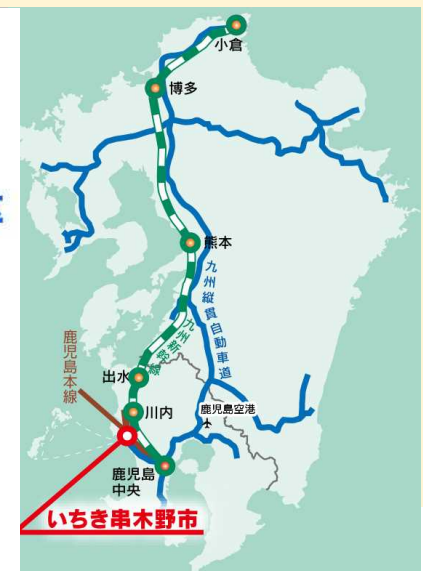 小倉
博多
熊本
九州縦貫自動車道
九州新幹線
鹿児島本線
出水
川内
鹿児島空港
鹿児島
中央
いちき串木野市